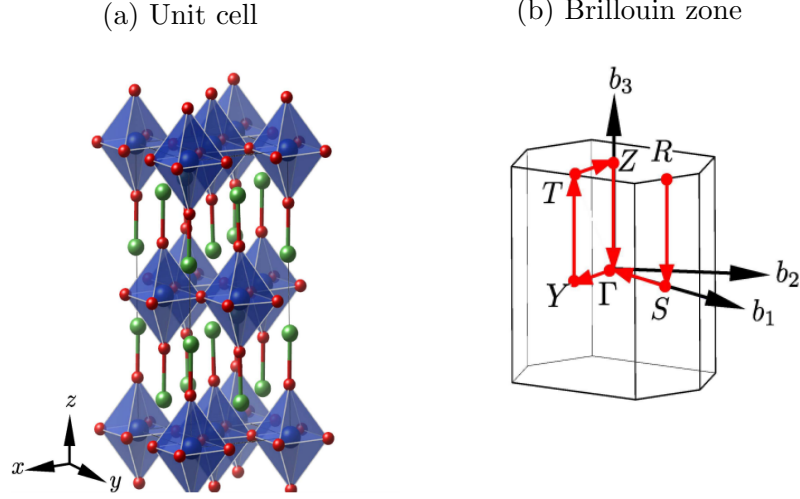 (a) Unit cell
(b) Brillouin zone
z
x
y
b₃
Z
R
T
Y
Γ
S
b₂
b₁